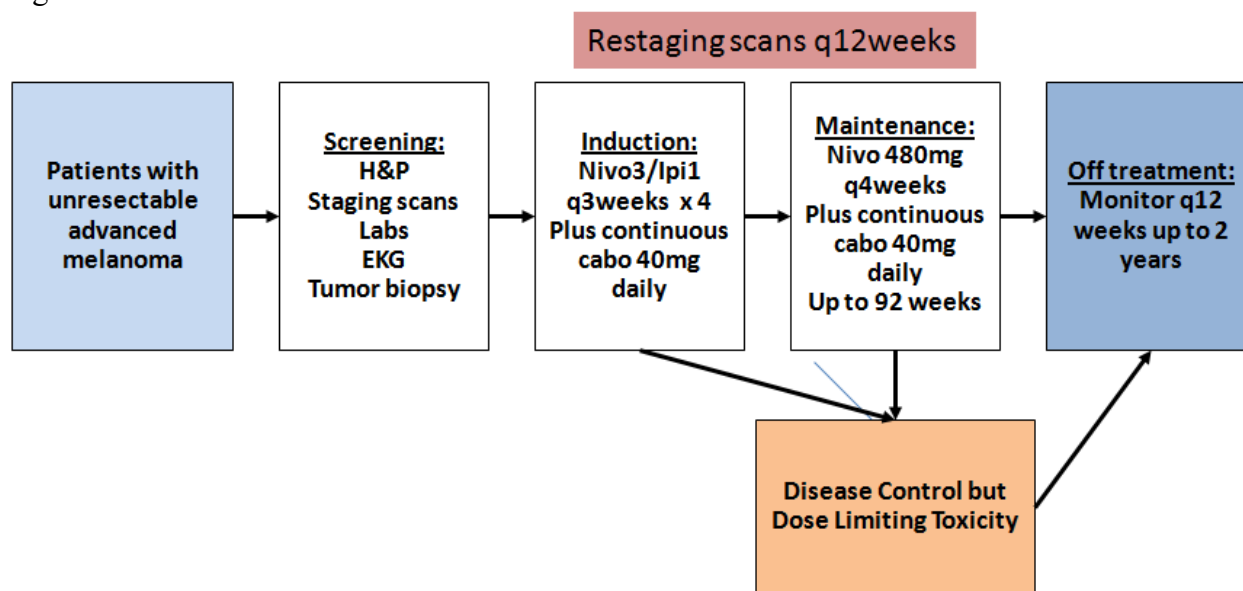 Restaging scans q12weeks
Patients with
unresectable
advanced
melanoma
Screening:
H&P
Staging scans
Labs
EKG
Tumor biopsy
Induction:
Nivo3/Ipi1
q3weeks x 4
Plus continuous
cabo 40mg
daily
Maintenance:
Nivo 480mg
q4weeks
Plus continuous
cabo 40mg
daily
Up to 92 weeks
Off treatment:
Monitor q12
weeks up to 2
years
Disease Control but
Dose Limiting Toxicity